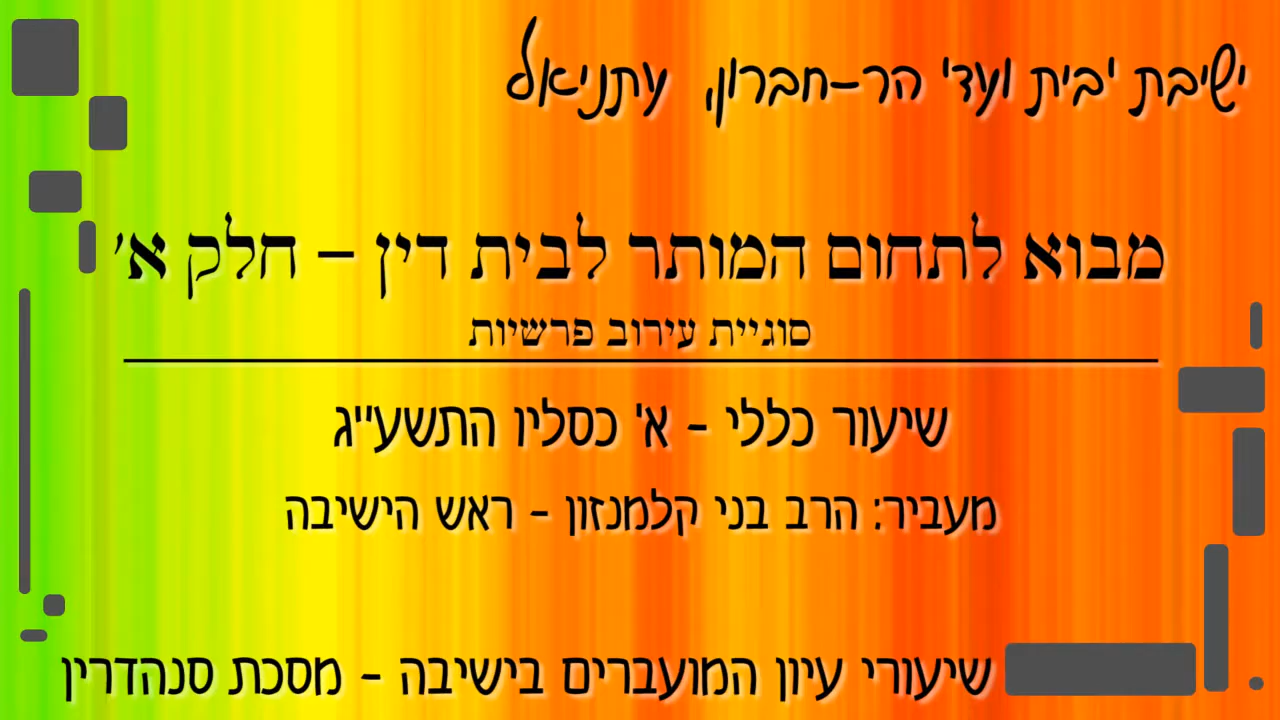 ישיבת 'בית ועד' הר-חברון, עתניאל
מבוא לתחום המותר לבית דין – חלק א'
סוגיית עירוב פרשיות
שיעור כללי - א' כסליו התשע"ג
מעביר: הרב בני קלמנזון - ראש הישיבה
שיעורי עיון המועברים בישיבה - מסכת סנהדרין